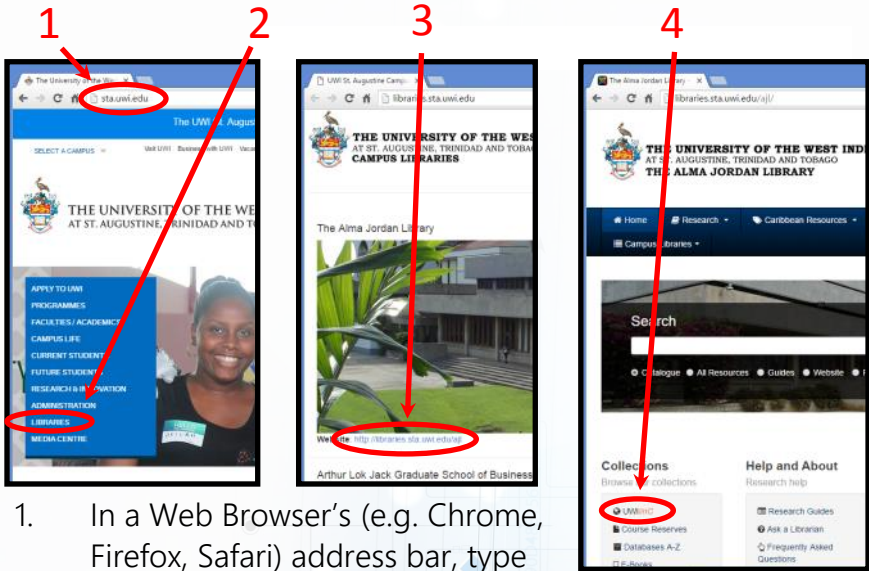 1
2
3
4
The University of the Wes
sta.uwi.edu
The UWI St. Augus
SELECT A CAMPUS
Visit UWI Business with UWI Vaca
THE UNIVERSITY OF THE WE
AT ST. AUGUSTINE, TRINIDAD AND T
APPLY TO UWI
PROGRAMMES
FACULTIES / ACADEMICS
CAMPUS LIFE
CURRENT STUDENTS
FUTURE STUDENTS
RESEARCH & INNOVATION
ADMINISTRATION
LIBRARIES
MEDIA CENTRE
UWI St. Augustine Camp
libraries.sta.uwi.edu
THE UNIVERSITY OF THE WES
AT ST. AUGUSTINE, TRINIDAD AND TOBAG
CAMPUS LIBRARIES
The Alma Jordan Library
Website: http://libraries.sta.uwi.edu/ajl
Arthur Lok Jack Graduate School of Business
The Alma Jordan Library
libraries.sta.uwi.edu/ajl/
THE UNIVERSITY OF THE WEST INDI
AT ST. AUGUSTINE, TRINIDAD AND TOBAGO
THE ALMA JORDAN LIBRARY
Home Research Caribbean Resources
Campus Libraries
Search
Catalogue All Resources Guides Website
Collections
Browse our collections
UWIlinC
Course Reserves
Databases A-Z
E-Books
Help and About
Research help
Research Guides
Ask a Librarian
Frequently Asked
Questions
1. In a Web Browser's (e.g. Chrome,
Firefox, Safari) address bar, type